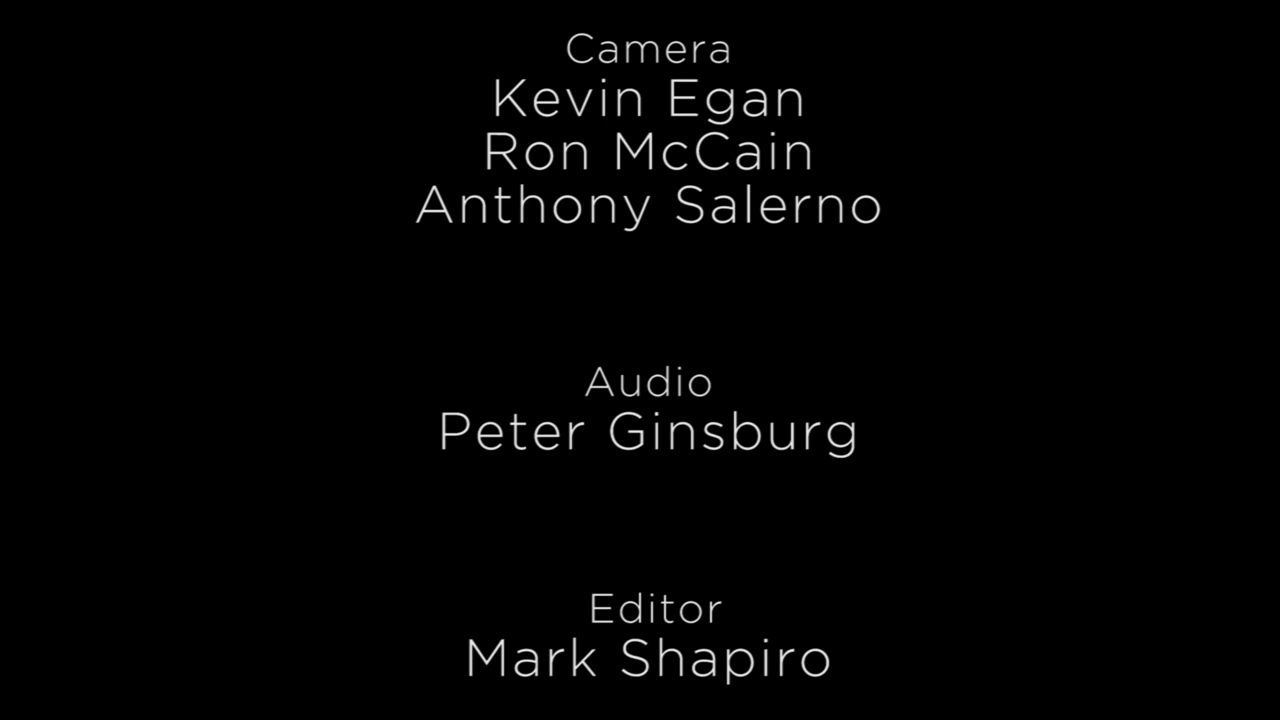 Camera
Kevin Egan
Ron McCain
Anthony Salerno
Audio
Peter Ginsburg
Editor
Mark Shapiro